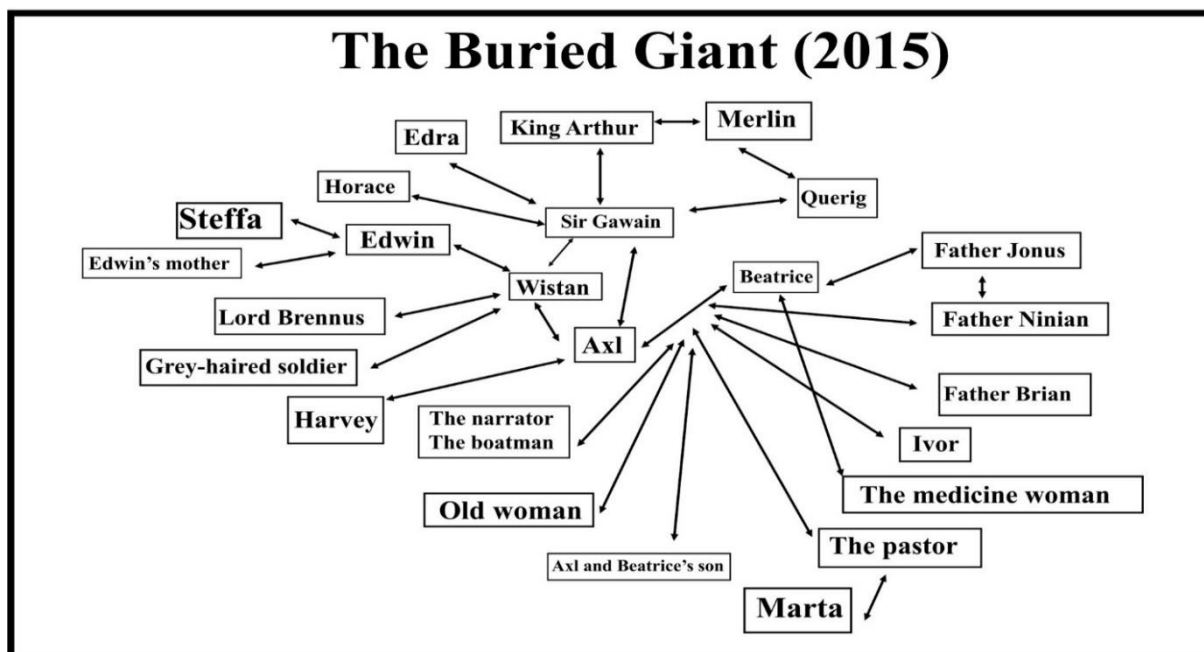 The Buried Giant (2015)
King Arthur
Merlin
Edra
Horace
Querig
Steffa
Sir Gawain
Edwin
Edwin's mother
Father Jonus
Beatrice
Wistan
Lord Brennus
Father Ninian
Axl
Grey-haired soldier
Father Brian
Harvey
The narrator
The boatman
Ivor
The medicine woman
Old woman
The pastor
Axl and Beatrice's son
Marta